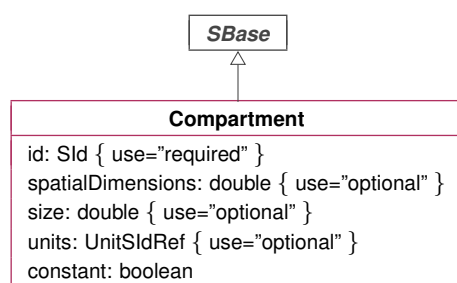 SBase
Compartment
id: SId { use=”required” }
spatialDimensions: double { use=”optional” }
size: double { use=”optional” }
units: UnitSIdRef { use=”optional” }
constant: boolean